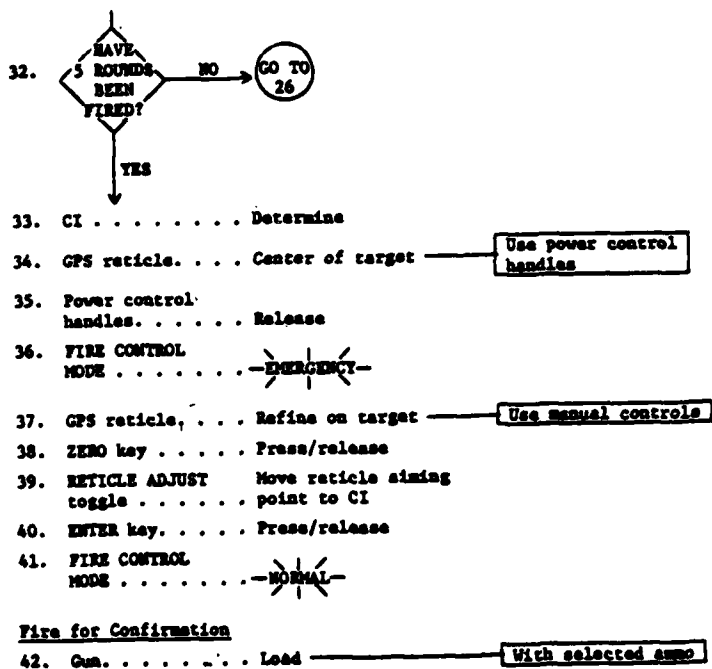 32. HAVE
5 ROUNDS
BEEN
FIRED?
NO
GO TO
26
YES
33. CI . . . . . . . . Determine
34. GPS reticle. . . . Center of target
Use power control
handles
35. Power control
handles. . . . . . Release
36. FIRE CONTROL
MODE . . . . . . . EMERGENCY
37. GPS reticle. . . . Refine on target
Use manual controls
38. ZERO key . . . . . Press/release
39. RETICLE ADJUST Move reticle aiming
toggle . . . . . . point to CI
40. ENTER key. . . . . Press/release
41. FIRE CONTROL
MODE . . . . . . . NORMAL
Fire for Confirmation
42. Gun. . . . . . . . Load
With selected ammo